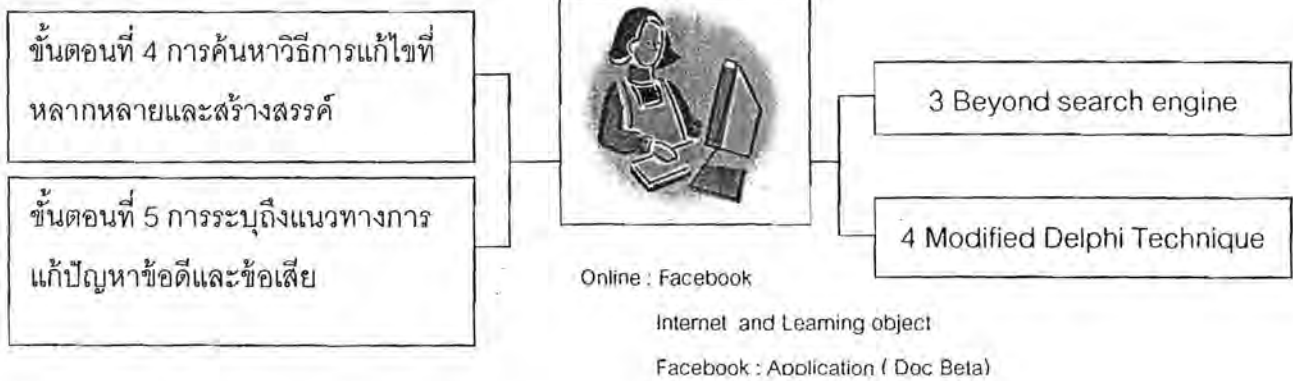 ขั้นตอนที่ 4 การค้นหาวิธีการแก้ไขที่
หลากหลายและสร้างสรรค์
ขั้นตอนที่ 5 การระบุถึงแนวทางการ
แก้ปัญหาข้อดีและข้อเสีย
Online : Facebook
Internet and Learning object
Facebook : Application ( Doc Beta)
3 Beyond search engine
4 Modified Delphi Technique